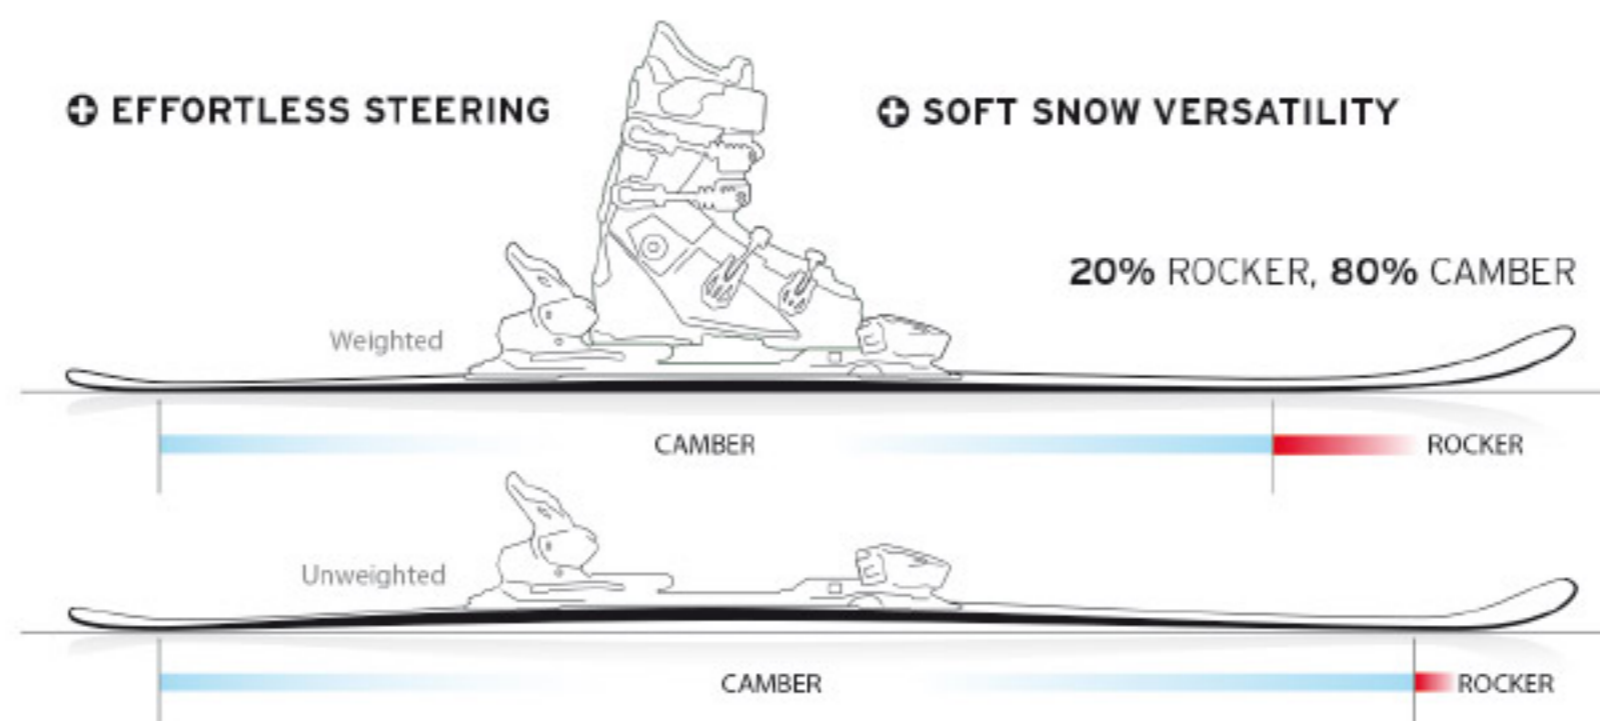 EFFORTLESS STEERING
SOFT SNOW VERSATILITY
20% ROCKER, 80% CAMBER
Weighted
CAMBER
ROCKER
Unweighted
CAMBER
ROCKER